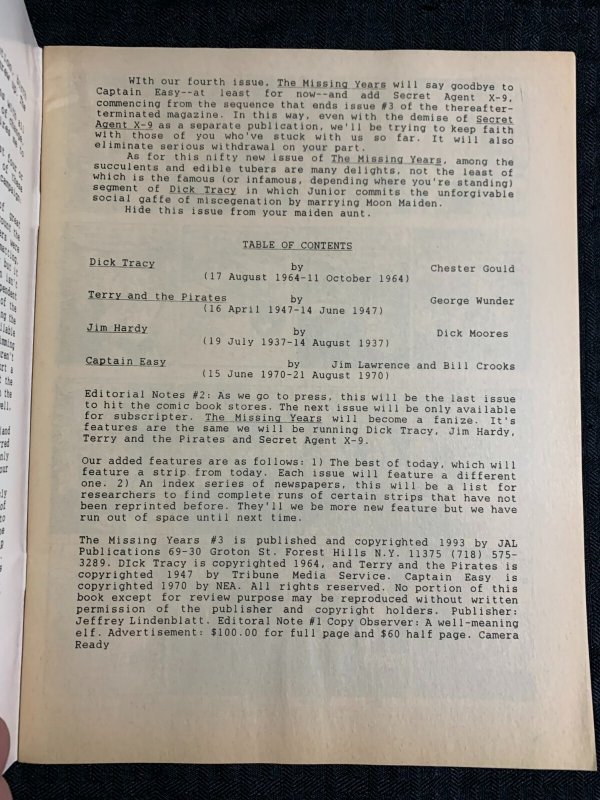 WIth our fourth issue, The Missing Years will say goodbye to
Captain Easy--at least for now--and add Secret Agent X-9,
commencing from the sequence that ends issue #3 of the thereafter-
terminated magazine. In this way, even with the demise of Secret
Agent X-9 as a separate publication, we'll be trying to keep faith
with those of you who've stuck with us so far. It will also
eliminate serious withdrawal on your part.
As for this nifty new issue of The Missing Years, among the
succulents and edible tubers are many delights, not the least of
which is the famous (or infamous, depending where you're standing)
segment of Dick Tracy in which Junior commits the unforgivable
social gaffe of miscegenation by marrying Moon Maiden.
Hide this issue from your maiden aunt.
TABLE OF CONTENTS
Dick Tracy by Chester Gould
(17 August 1964-11 October 1964)
Terry and the Pirates by George Wunder
(16 April 1947-14 June 1947)
Jim Hardy by Dick Moores
(19 July 1937-14 August 1937)
Captain Easy by Jim Lawrence and Bill Crooks
(15 June 1970-21 August 1970)
Editorial Notes #2: As we go to press, this will be the last issue
to hit the comic book stores. The next issue will be only available
for subscripter. The Missing Years will become a fanize. It's
features are the same we will be running Dick Tracy, Jim Hardy,
Terry and the Pirates and Secret Agent X-9.
Our added features are as follows: 1) The best of today, which will
feature a strip from today. Each issue will feature a different
one. 2) An index series of newspapers, this will be a list for
researchers to find complete runs of certain strips that have not
been reprinted before. They'll we be more new feature but we have
run out of space until next time.
The Missing Years #3 is published and copyrighted 1993 by JAL
Publications 69-30 Groton St. Forest Hills N.Y. 11375 (718) 575-
3289. DIck Tracy is copyrighted 1964, and Terry and the Pirates is
copyrighted 1947 by Tribune Media Service. Captain Easy is
copyrighted 1970 by NEA. All rights reserved. No portion of this
book except for review purpose may be reproduced without written
permission of the publisher and copyright holders. Publisher:
Jeffrey Lindenblatt. Editoral Note #1 Copy Observer: A well-meaning
elf. Advertisement: $100.00 for full page and $60 half page. Camera
Ready